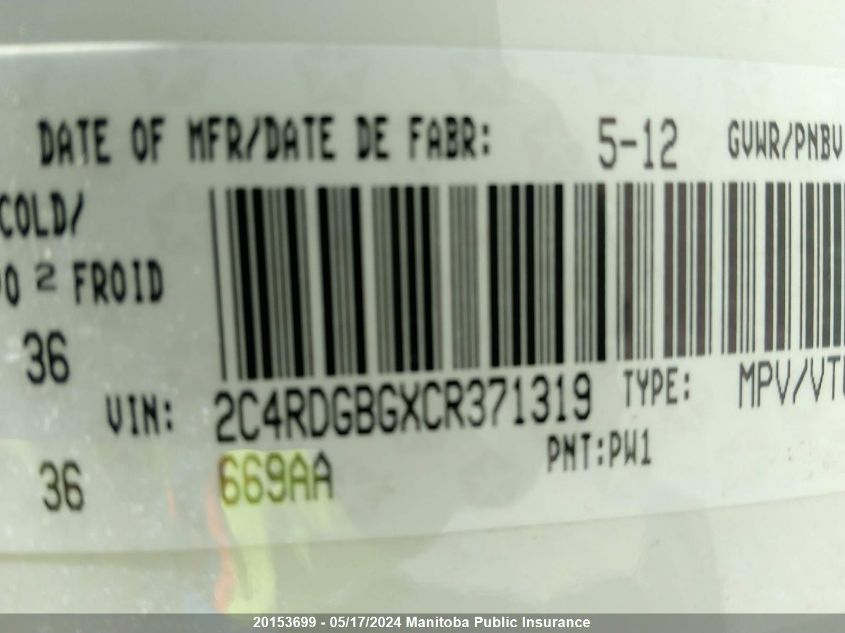 DATE OF MFR/DATE DE FABR: 5-12 GVWR/PNBV
COLD/
2 FROID
36
VIN: 2C4RDGBGXCR371319 TYPE: MPV/VT
36 669AA PNT:PW1
20153699 - 05/17/2024 Manitoba Public Insurance